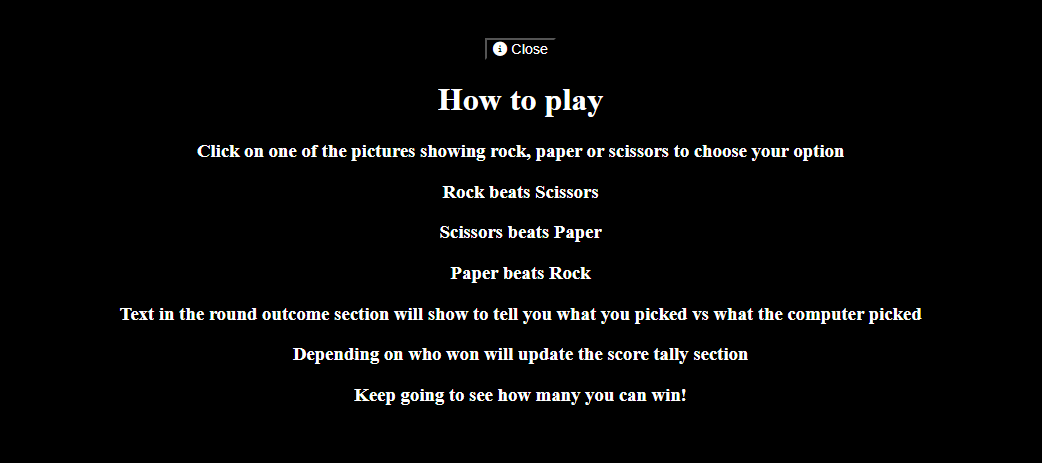 Close
How to play
Click on one of the pictures showing rock, paper or scissors to choose your option
Rock beats Scissors
Scissors beats Paper
Paper beats Rock
Text in the round outcome section will show to tell you what you picked vs what the computer picked
Depending on who won will update the score tally section
Keep going to see how many you can win!